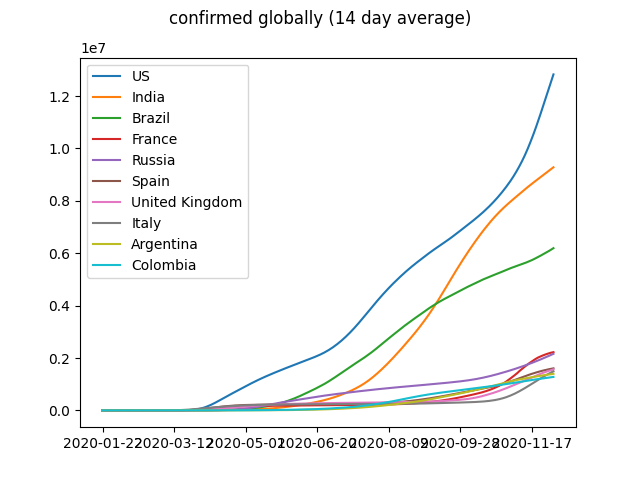 confirmed globally (14 day average)
1e7
US
India
Brazil
France
Russia
Spain
United Kingdom
Italy
Argentina
Colombia
1.2
1.0
0.8
0.6
0.4
0.2
0.0
2020-01-22 2020-03-12 2020-05-01 2020-06-20 2020-08-09 2020-09-28 2020-11-17